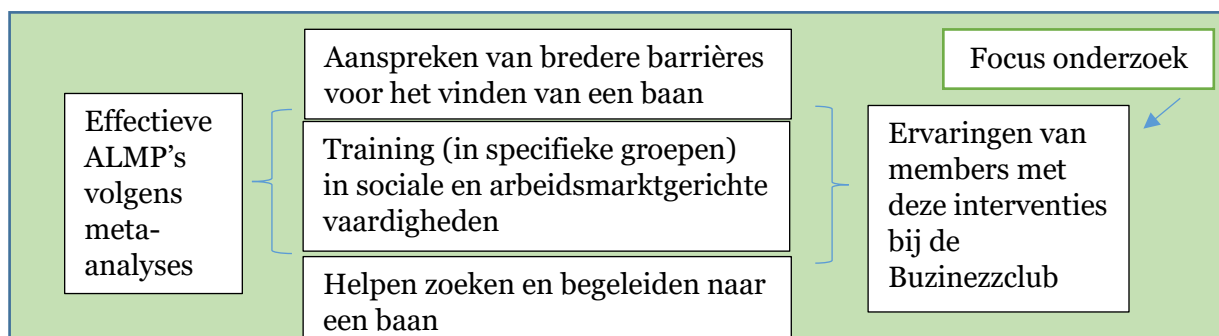 Effectieve
ALMP's
volgens
meta-
analyses
Aanspreken van bredere barrières
voor het vinden van een baan
Training (in specifieke groepen)
in sociale en arbeidsmarktgerichte
vaardigheden
Helpen zoeken en begeleiden naar
een baan
Focus onderzoek
Ervaringen van
members met
deze interventies
bij de
Buzinezzclub